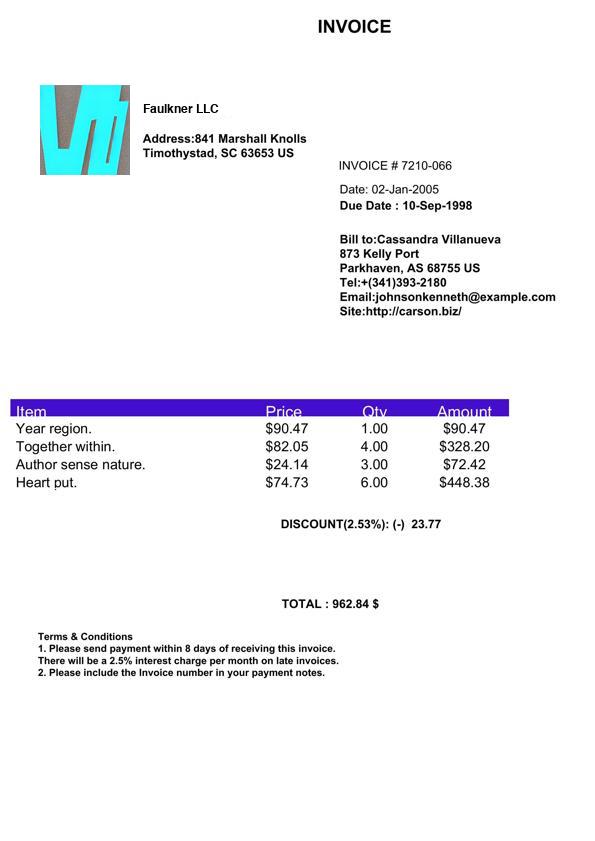 INVOICE
Faulkner LLC
Address:841 Marshall Knolls
Timothystad, SC 63653 US
INVOICE # 7210-066
Date: 02-Jan-2005
Due Date : 10-Sep-1998
Bill to:Cassandra Villanueva
873 Kelly Port
Parkhaven, AS 68755 US
Tel:+(341)393-2180
Email:johnsonkenneth@example.com
Site:http://carson.biz/
Item Price Qty Amount
Year region. $90.47 1.00 $90.47
Together within. $82.05 4.00 $328.20
Author sense nature. $24.14 3.00 $72.42
Heart put. $74.73 6.00 $448.38
DISCOUNT(2.53%): (-) 23.77
TOTAL : 962.84 $
Terms & Conditions
1. Please send payment within 8 days of receiving this invoice.
There will be a 2.5% interest charge per month on late invoices.
2. Please include the Invoice number in your payment notes.